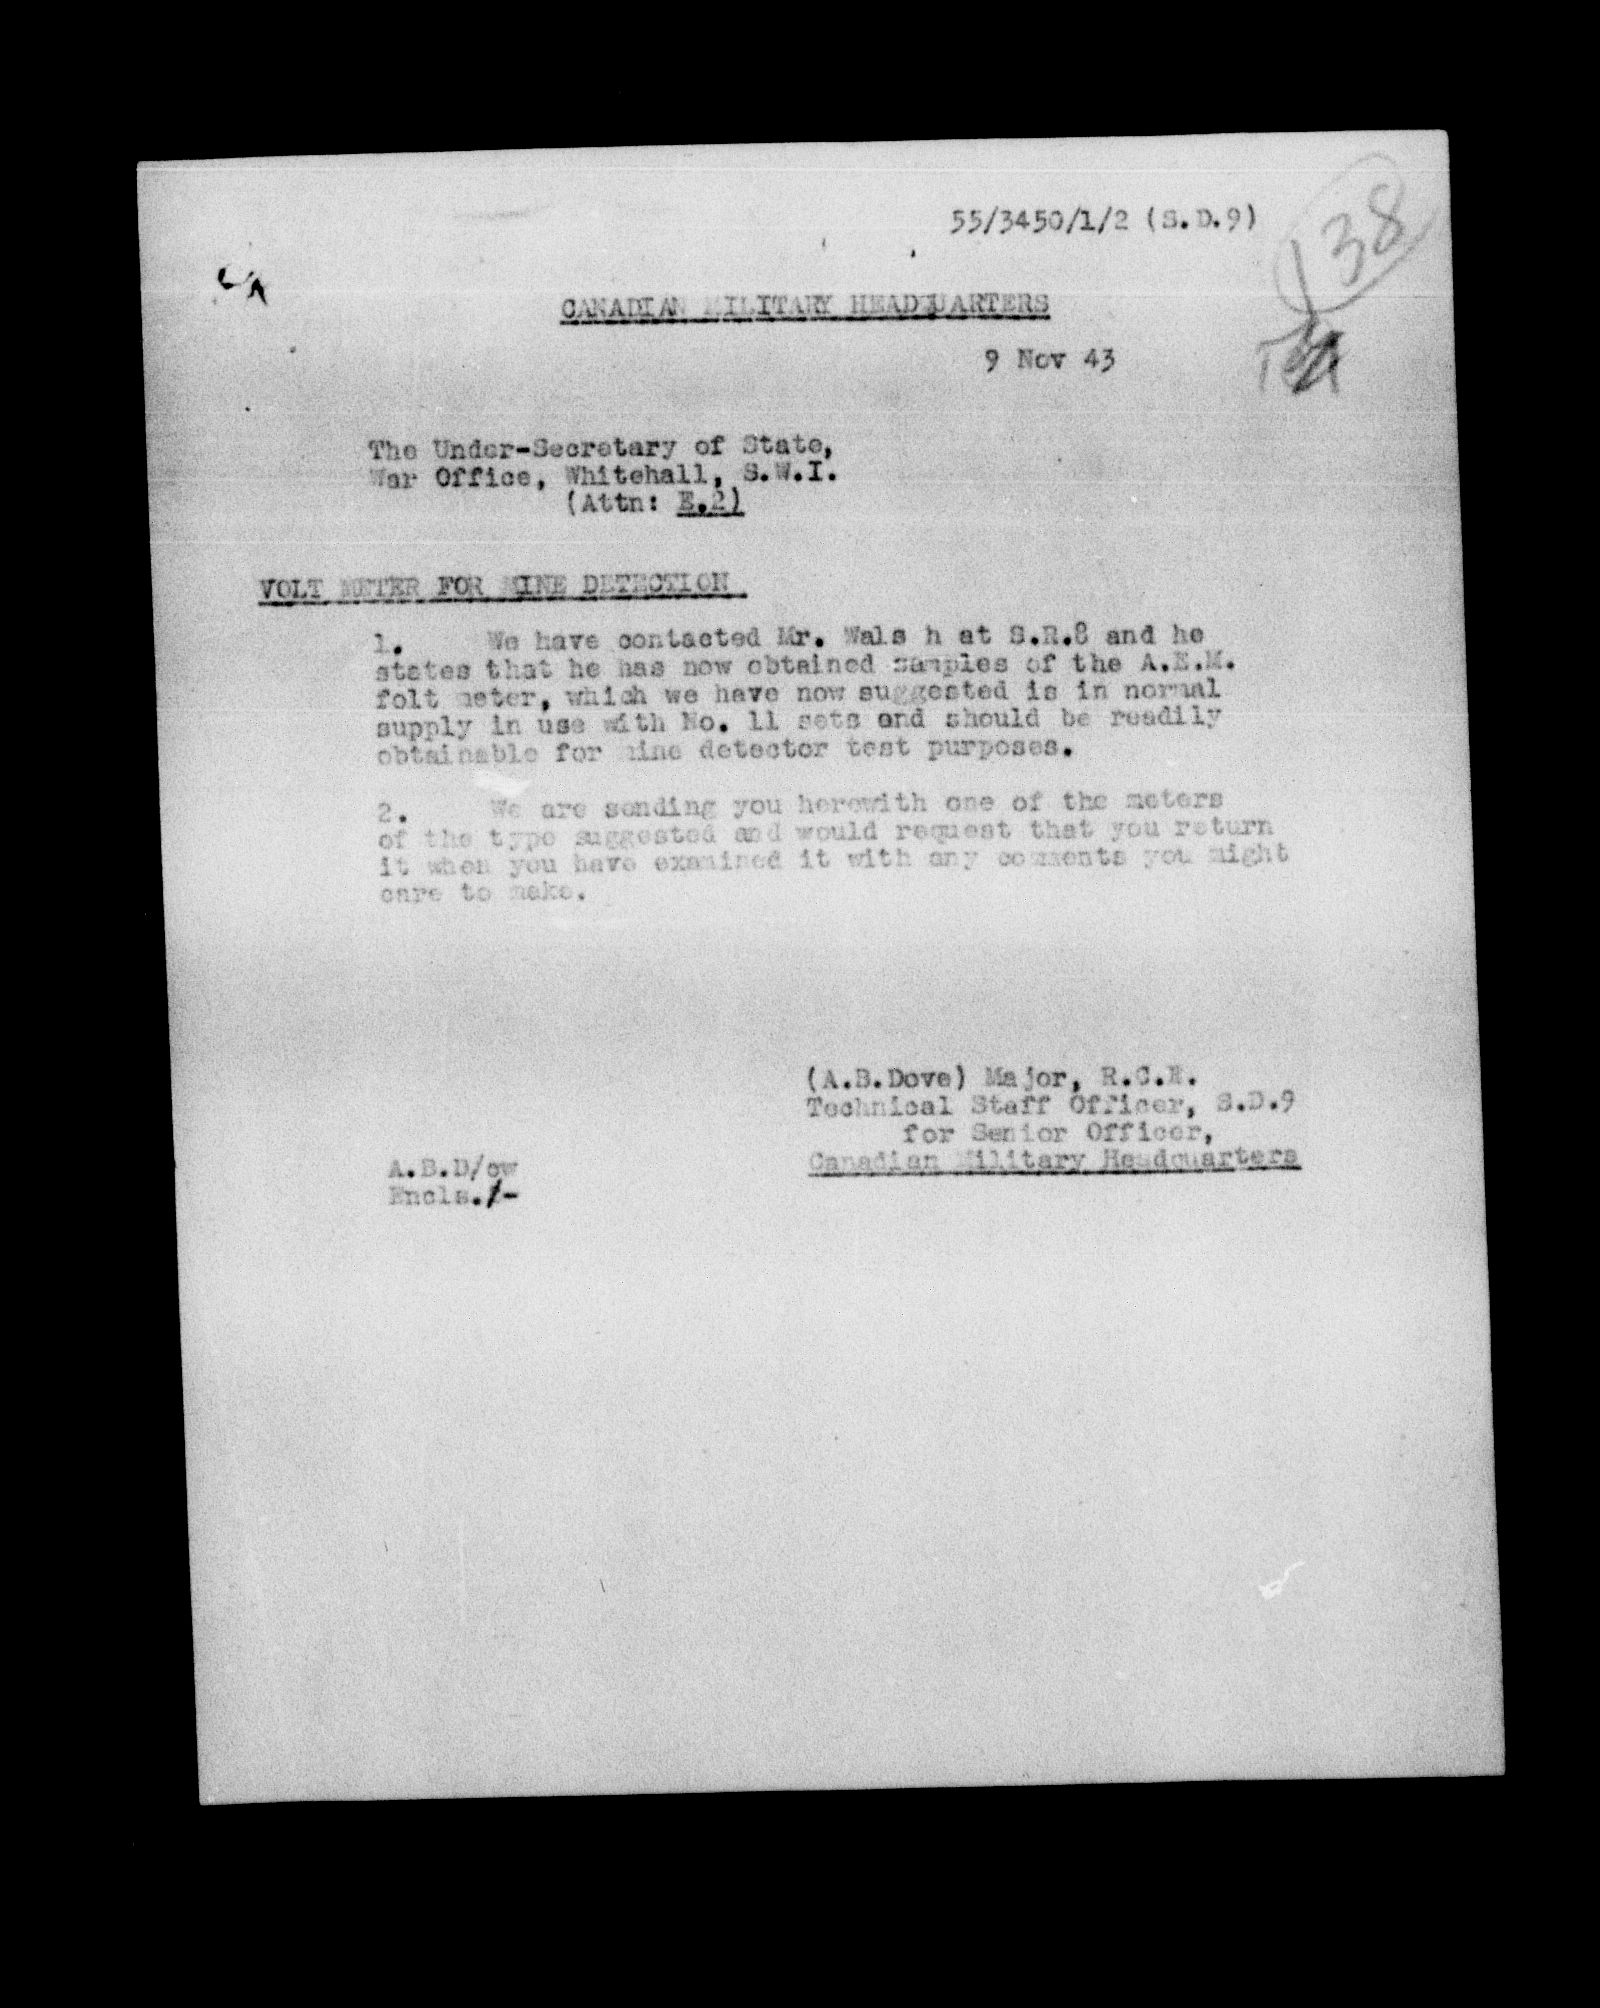 55/3450/1/2 (S.D.9)
138
CANADIAN MILITARY HEADQUARTERS
9 Nov 43
The Under-Secretary of State,
War Office, Whitehall, S.W.I.
(Attn: E.2)
VOLT METER FOR MINE DETECTION
1. We have contacted Mr. Wals h at S.R.8 and he
states that he has now obtained samples of the A.E.M.
folt meter, which we have now suggested is in normal
supply in use with No. 11 sets and should be readily
obtainable for mine detector test purposes.
2. We are sending you herewith one of the meters
of the type suggested and would request that you return
it when you have examined it with any comments you might
care to make.
(A.B.Dove) Major, R.C.E.
Technical Staff Officer, S.D.9
for Senior Officer,
Canadian Military Headquarters
A.B.D/ow
Encls.1-